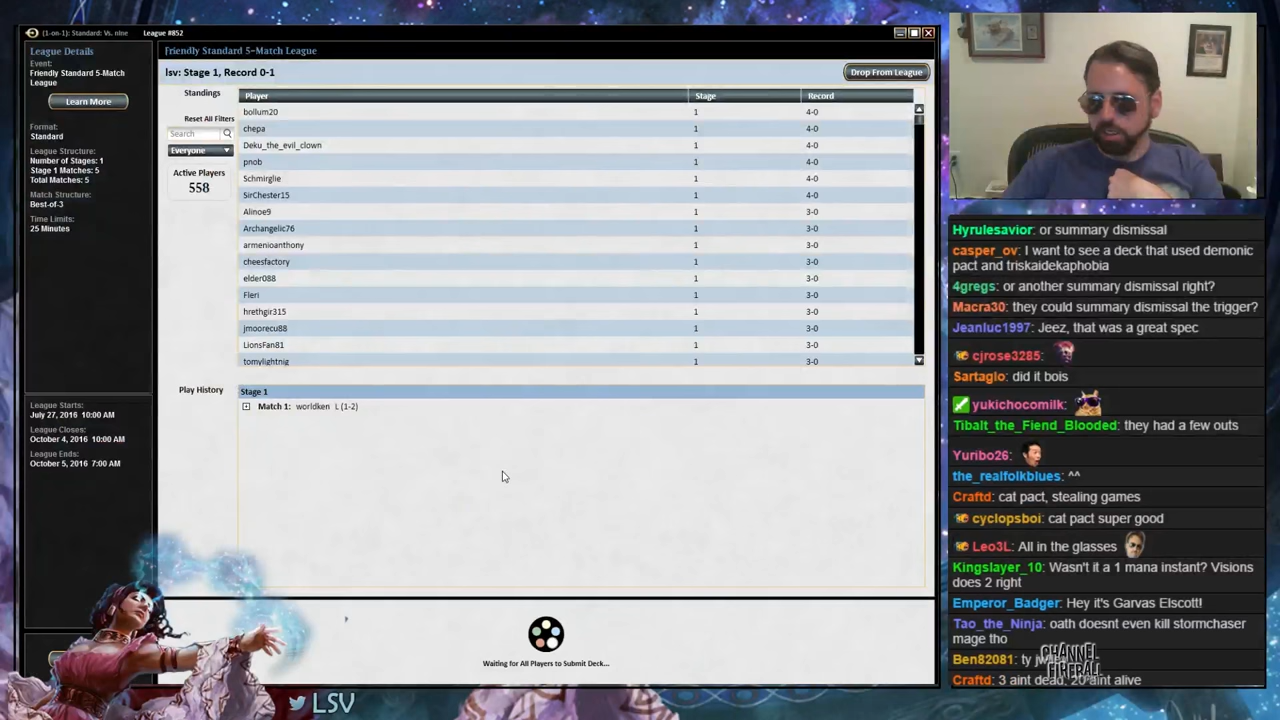 (1-on-1): Standard: Vs. nine League #852
League Details
Event:
Friendly Standard 5-Match
League
Learn More
Format:
Standard
League Structure:
Number of Stages: 1
Stage 1 Matches: 5
Total Matches: 5
Match Structure:
Best-of-3
Time Limits:
25 Minutes
League Starts:
July 27, 2016 10:00 AM
League Closes:
October 4, 2016 10:00 AM
League Ends:
October 5, 2016 7:00 AM
Friendly Standard 5-Match League
lsv: Stage 1, Record 0-1
Drop From League
Standings
Reset All Filters
Search
Everyone
Active Players
558
Player Stage Record
bollum20 1 4-0
chepa 1 4-0
Deku_the_evil_clown 1 4-0
pnob 1 4-0
Schmirglie 1 4-0
SirChester15 1 4-0
Alinoe9 1 3-0
Archangelic76 1 3-0
armenioanthony 1 3-0
cheesfactory 1 3-0
elder088 1 3-0
Fleri 1 3-0
hrethgir315 1 3-0
jmoorecu88 1 3-0
LionsFan81 1 3-0
tomylightnig 1 3-0
Play History
Stage 1
Match 1: worldken L (1-2)
Waiting for All Players to Submit Deck...
LSV
Hyrulesavior: or summary dismissal
casper_ov: I want to see a deck that used demonic
pact and triskaidekaphobia
4gregs: or another summary dismissal right?
Macra30: they could summary dismissal the trigger?
Jeanluc1997: Jeez, that was a great spec
cjrose3285:
Sartaglo: did it bois
yukichocomilk:
Tibalt_the_Fiend_Blooded: they had a few outs
Yuribo26:
the_realfolkblues: ^^
Craftd: cat pact, stealing games
cyclopsboi: cat pact super good
Leo3L: All in the glasses
Kingslayer_10: Wasn't it a 1 mana instant? Visions
does 2 right
Emperor_Badger: Hey it's Garvas Elscott!
Tao_the_Ninja: oath doesnt even kill stormchaser
mage tho
Ben82081: ty
Craftd: 3 aint dead, 20 aint alive
CHANNEL
FIREBALL